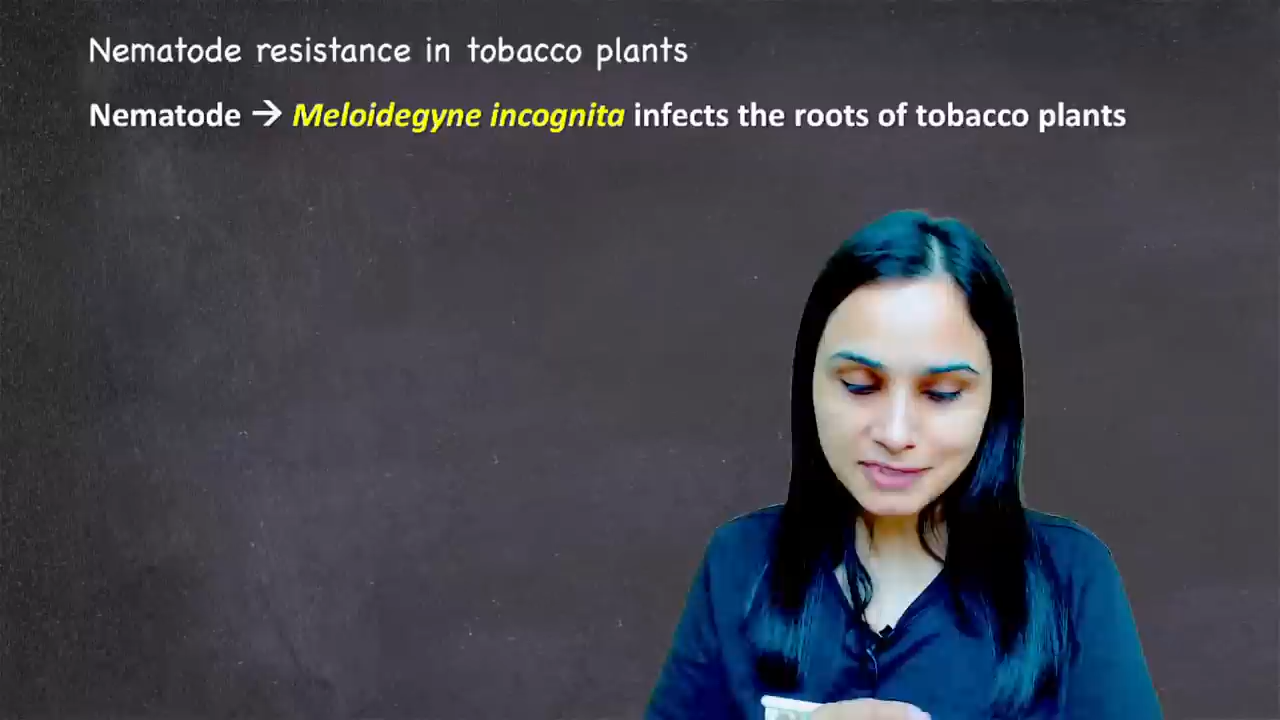 Nematode resistance in tobacco plants
Nematode → Meloidegyne incognita infects the roots of tobacco plants